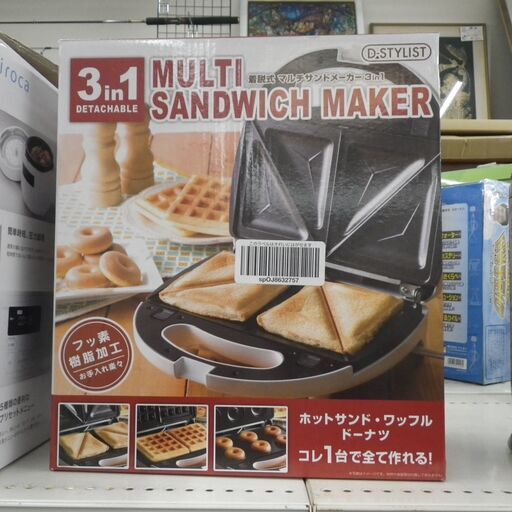 3in1
DETACHABLE
MULTI
SANDWICH MAKER
D-STYLIST
着脱式 マルチサンドメーカー 3in1
spOJ8632757
フッ素
樹脂加工
お手入れ楽々
ホットサンド・ワッフル
ドーナツ
コレ1台で全て作れる!
iroca